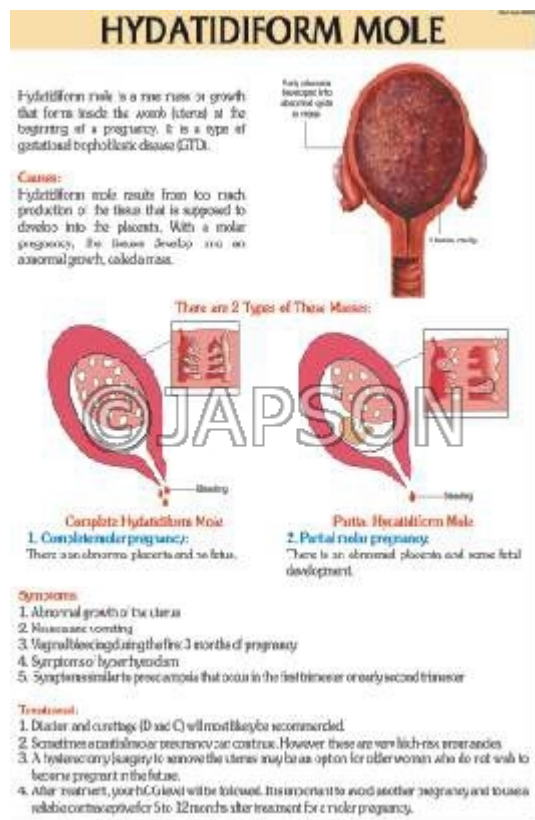 HYDATIDIFORM MOLE
Hydatidiform mole is a rare mass or growth
that forms inside the womb (uterus) at the
beginning of a pregnancy. It is a type of
gestational trophoblastic disease (GTD).
Early placenta
developed into
abnormal cysts
or mass
Causes:
Hydatidiform mole results from too much
production of the tissue that is supposed to
develop into the placenta. With a molar
pregnancy, the tissues develop into an
abnormal growth, called a mass.
Uterine cavity
There are 2 Types of These Masses:
©JAPSON
Bleeding
Bleeding
Complete Hydatidiform Mole
1. Complete molar pregnancy:
There is an abnormal placenta and no fetus.
Partial Hydatidiform Mole
2. Partial molar pregnancy:
There is an abnormal placenta and some fetal
development.
Symptoms:
1. Abnormal growth of the uterus
2. Nausea and vomiting
3. Vaginal bleeding during the first 3 months of pregnancy
4. Symptoms of hyperthyroidism
5. Symptoms similar to preeclampsia that occur in the first trimester or early second trimester
Treatment:
1. Dilation and curettage (D and C) will most likely be recommended.
2. Sometimes a partial molar pregnancy can continue. However, these are very high-risk pregnancies
3. A hysterectomy (surgery to remove the uterus) may be an option for older women who do not wish to
become pregnant in the future.
4. After treatment, your hCG level will be followed. It is important to avoid another pregnancy and to use a
reliable contraceptive for 6 to 12 months after treatment for a molar pregnancy.